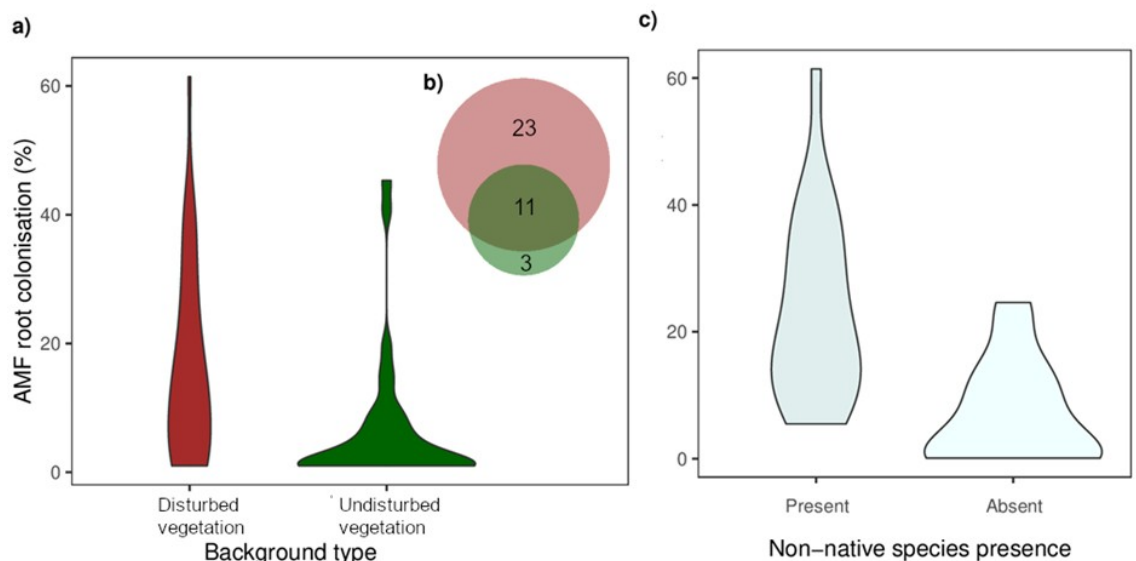 a)
60
40
20
0
AMF root colonisation (%)
Disturbed
vegetation
Undisturbed
vegetation
Background type
b)
23
11
3
c)
60
40
20
0
Present
Absent
Non−native species presence